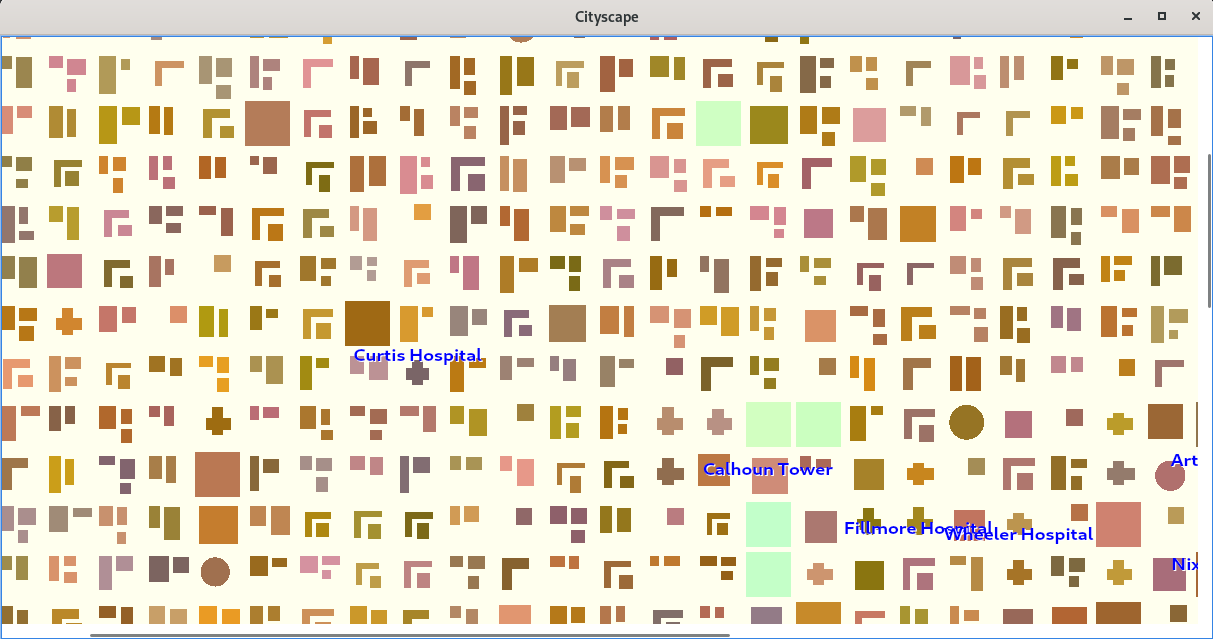 Cityscape
Curtis Hospital
Calhoun Tower
Art
Fillmore Hospital
Wheeler Hospital
Nix